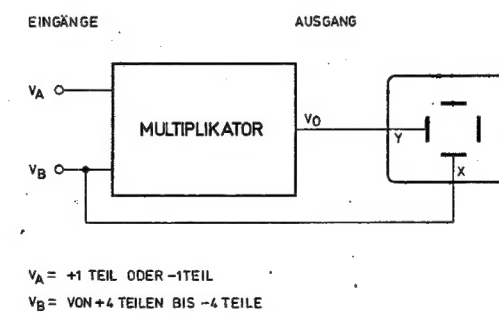 EINGÄNGE
AUSGANG
VA
MULTIPLIKATOR
VO
Y
VB
X
VA = +1 TEIL ODER -1TEIL
VB = VON +4 TEILEN BIS -4 TEILE